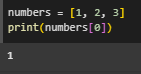 numbers = [1, 2, 3]
print(numbers[0])
1